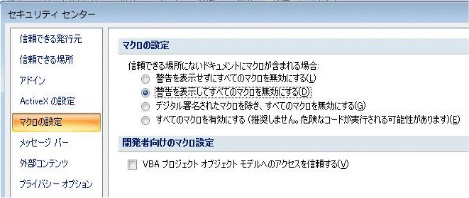 セキュリティ センター
信頼できる発行元
信頼できる場所
アドイン
ActiveX の設定
マクロの設定
メッセージ バー
外部コンテンツ
プライバシー オプション
マクロの設定
信頼できる場所にないドキュメントにマクロが含まれる場合:
警告を表示せずにすべてのマクロを無効にする(L)
警告を表示してすべてのマクロを無効にする(D)
デジタル署名されたマクロを除き、すべてのマクロを無効にする(G)
すべてのマクロを有効にする (推奨しません。危険なコードが実行される可能性があります)(E)
開発者向けのマクロ設定
VBA プロジェクト オブジェクト モデルへのアクセスを信頼する(V)